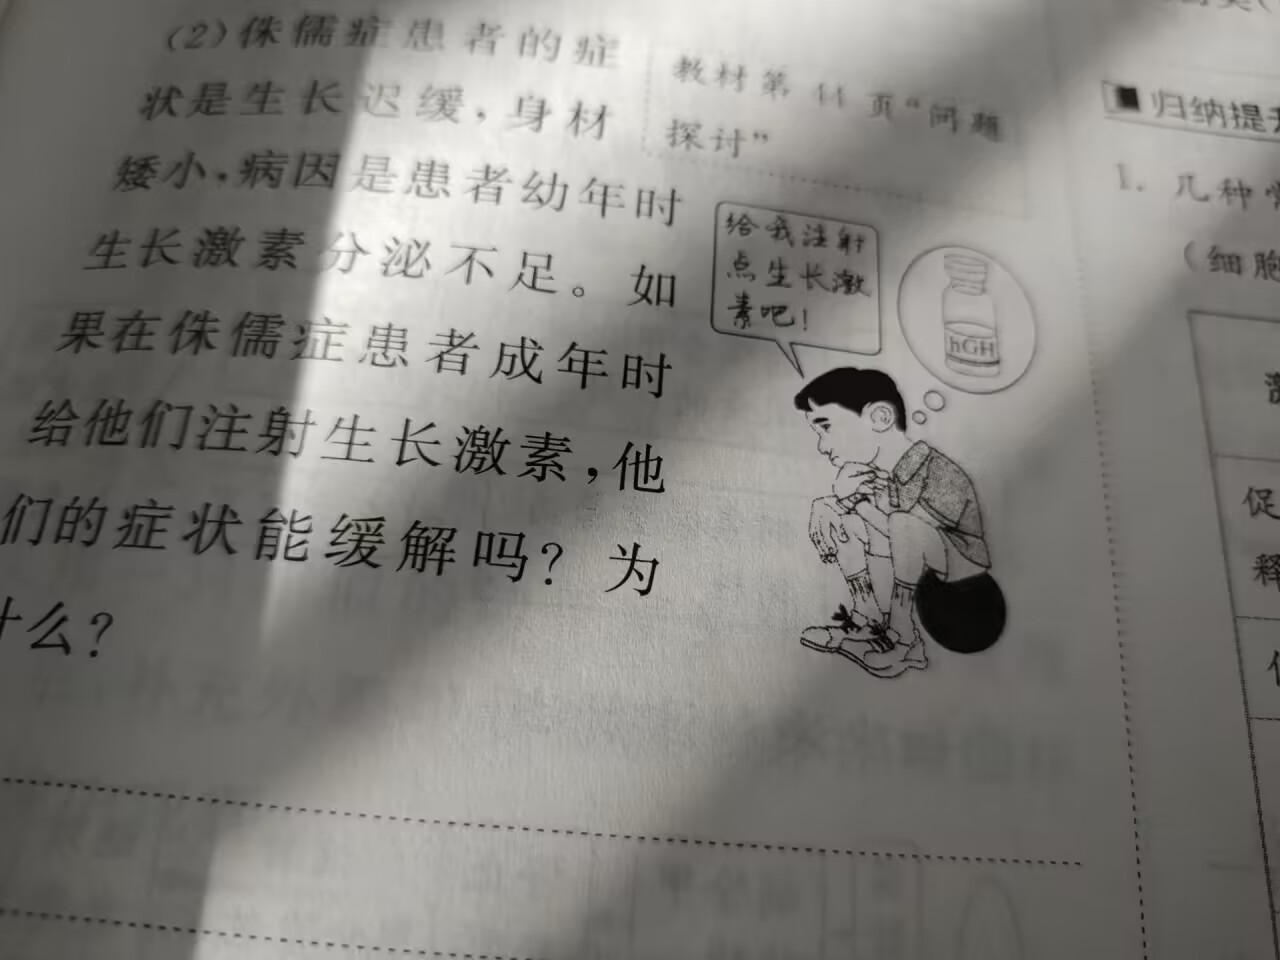 (2)侏儒症患者的症
状是生长迟缓，身材
矮小，病因是患者幼年时
生长激素分泌不足。如
果在侏儒症患者成年时
给他们注射生长激素，他
们的症状能缓解吗？为
什么？
教材第 44 页“问题
探讨”
给我注射
点生长激
素吧！
hGH
归纳提升
1. 几种
(细胞
激
促
释